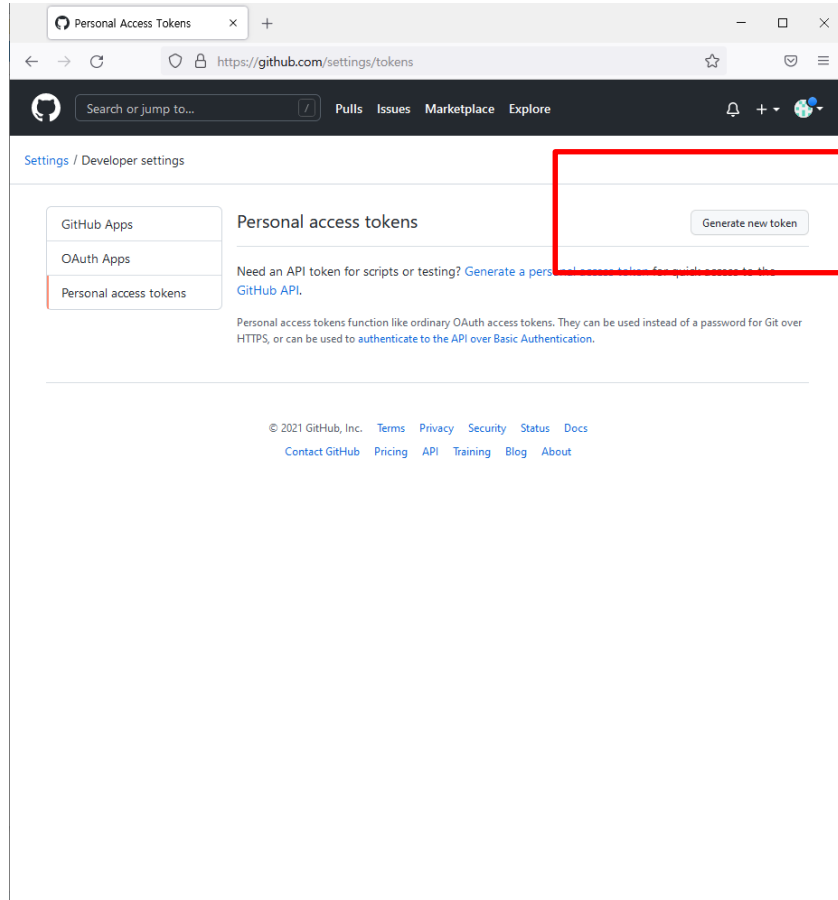 Personal Access Tokens
https://github.com/settings/tokens
Search or jump to... / Pulls Issues Marketplace Explore
Settings / Developer settings
GitHub Apps
OAuth Apps
Personal access tokens
Personal access tokens
Generate new token
Need an API token for scripts or testing? Generate a personal access token for quick access to the
GitHub API.
Personal access tokens function like ordinary OAuth access tokens. They can be used instead of a password for Git over
HTTPS, or can be used to authenticate to the API over Basic Authentication.
© 2021 GitHub, Inc. Terms Privacy Security Status Docs
Contact GitHub Pricing API Training Blog About